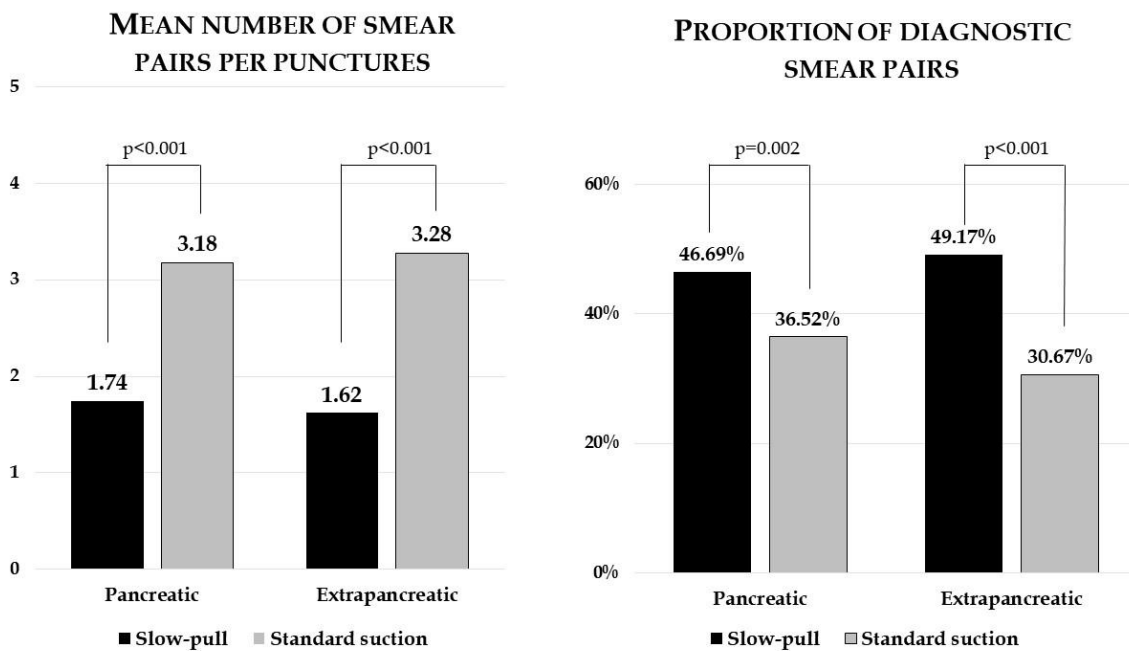 MEAN NUMBER OF SMEAR
PAIRS PER PUNCTURES
5
4
3
2
1
0
p<0.001
p<0.001
1.74
3.18
1.62
3.28
Pancreatic
Extrapancreatic
Slow-pull
Standard suction
PROPORTION OF DIAGNOSTIC
SMEAR PAIRS
60%
40%
20%
0%
p=0.002
p<0.001
46.69%
36.52%
49.17%
30.67%
Pancreatic
Extrapancreatic
Slow-pull
Standard suction